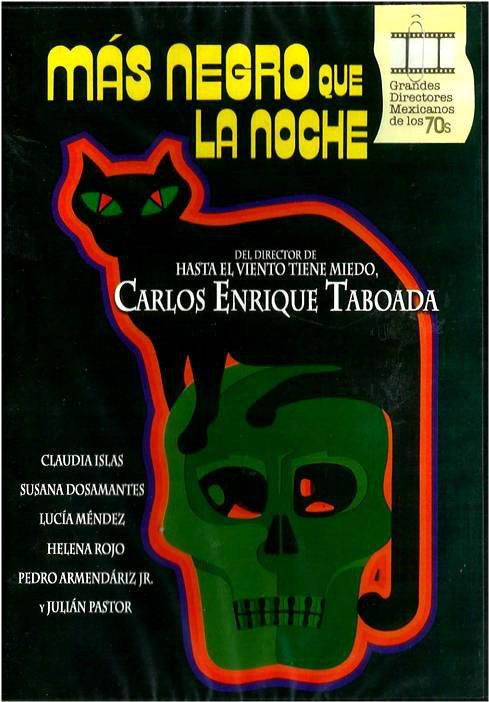 MÁS NEGRO QUE
LA NOCHE
Grandes
Directores
Mexicanos
de los 70s
DEL DIRECTOR DE
HASTA EL VIENTO TIENE MIEDO,
CARLOS ENRIQUE TABOADA
CLAUDIA ISLAS
SUSANA DOSAMANTES
LUCÍA MÉNDEZ
HELENA ROJO
PEDRO ARMENDÁRIZ JR.
Y JULIÁN PASTOR